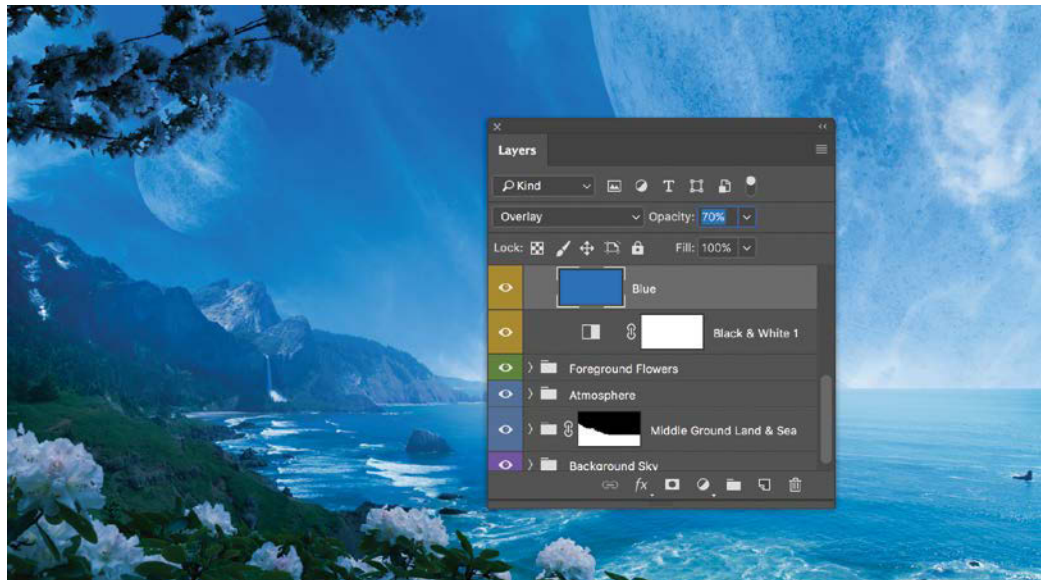 Layers
Kind
Overlay Opacity: 70%
Lock: Fill: 100%
Blue
Black & White 1
Foreground Flowers
Atmosphere
Middle Ground Land & Sea
Background Sky
fx